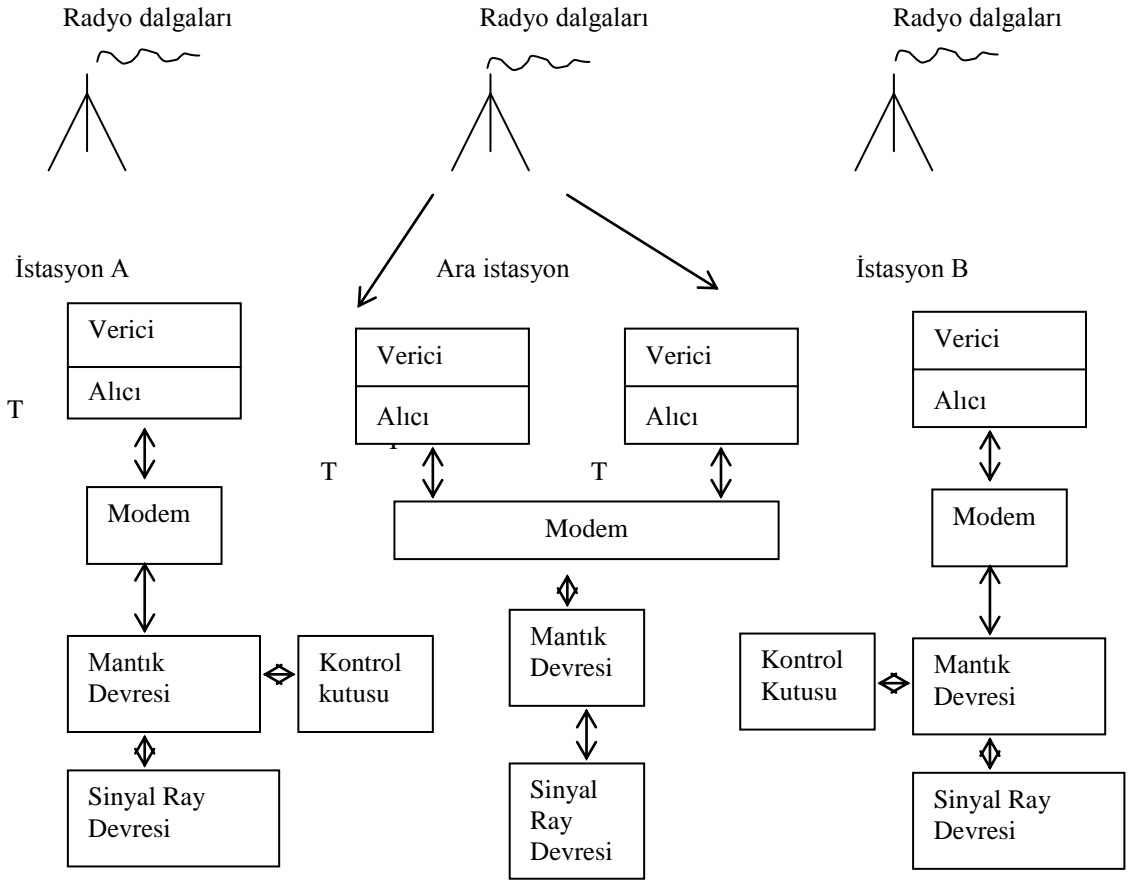 Radyo dalgaları
Radyo dalgaları
Radyo dalgaları
İstasyon A
Ara istasyon
İstasyon B
Verici
Alıcı
T
Verici
Alıcı
T
Verici
Alıcı
T
Verici
Alıcı
Modem
Modem
Modem
Mantık
Devresi
Kontrol
kutusu
Mantık
Devresi
Kontrol
Kutusu
Mantık
Devresi
Sinyal Ray
Devresi
Sinyal
Ray
Devresi
Sinyal Ray
Devresi